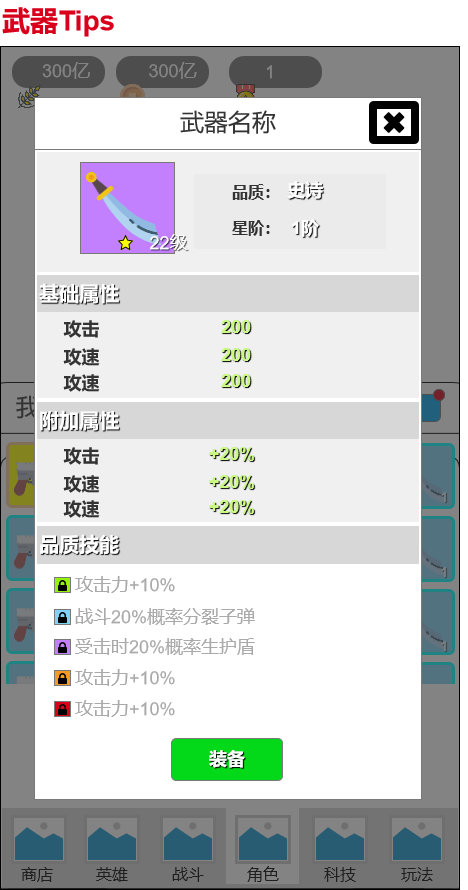 武器Tips
300亿 300亿 1
武器名称
品质: 史诗
星阶: 1阶
22级
基础属性
攻击 200
攻速 200
攻速 200
我
附加属性
攻击 +20%
攻速 +20%
攻速 +20%
品质技能
攻击力+10%
战斗20%概率分裂子弹
受击时20%概率生护盾
攻击力+10%
攻击力+10%
装备
商店 英雄 战斗 角色 科技 玩法